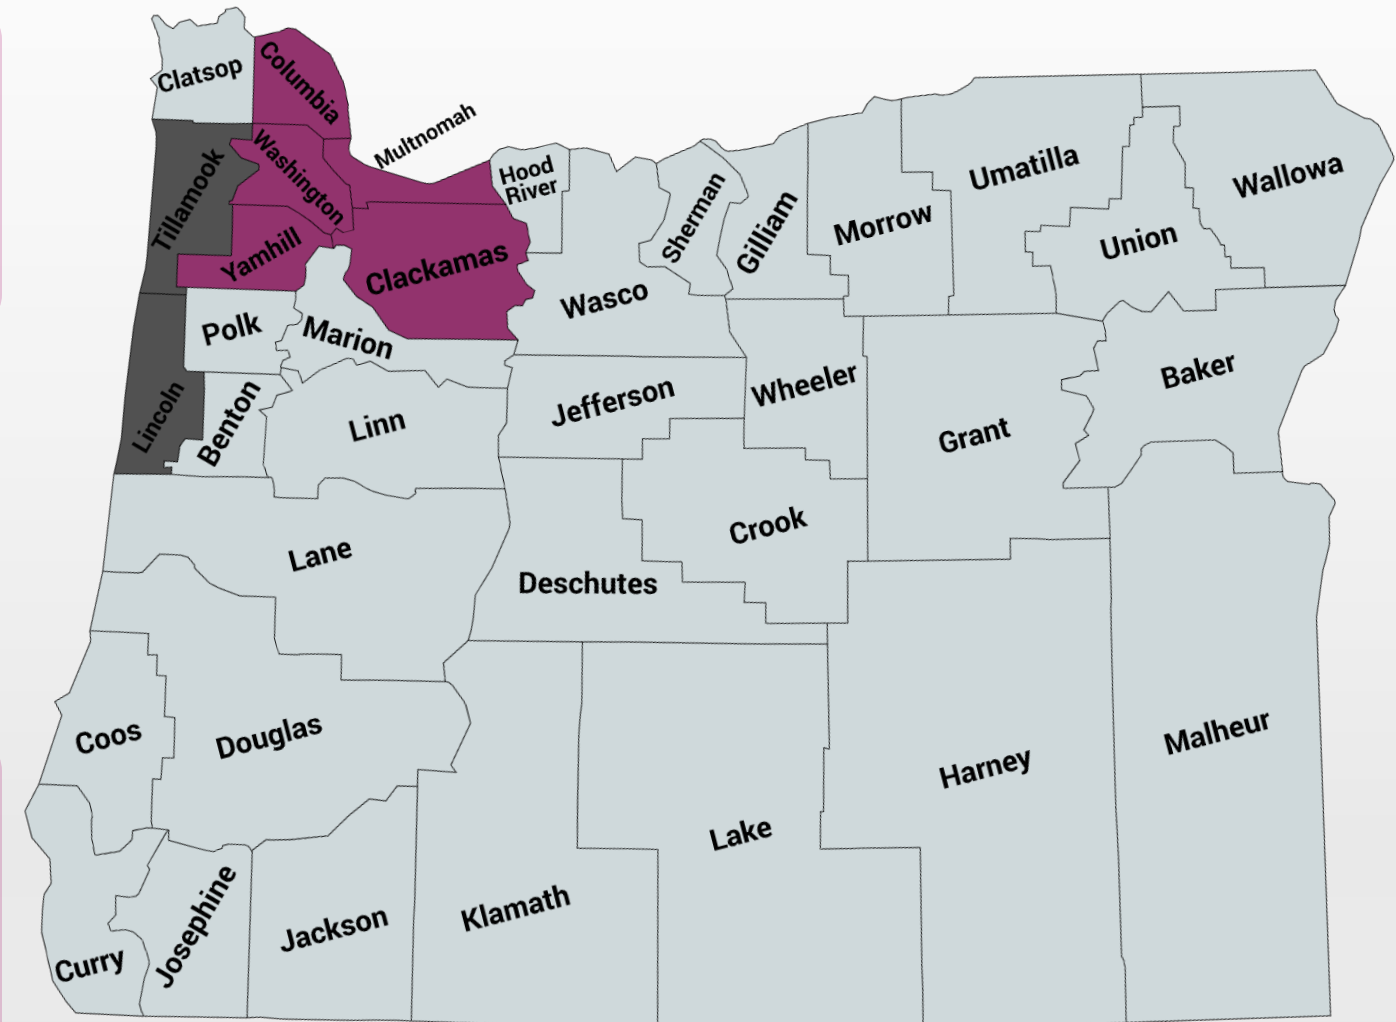 Clatsop
Columbia
Multnomah
Washington
Tillamook
Yamhill
Clackamas
Hood
River
Sherman
Gilliam
Morrow
Umatilla
Union
Wallowa
Wasco
Polk
Marion
Lincoln
Benton
Linn
Jefferson
Wheeler
Grant
Baker
Lane
Deschutes
Crook
Coos
Douglas
Lake
Harney
Malheur
Curry
Josephine
Jackson
Klamath